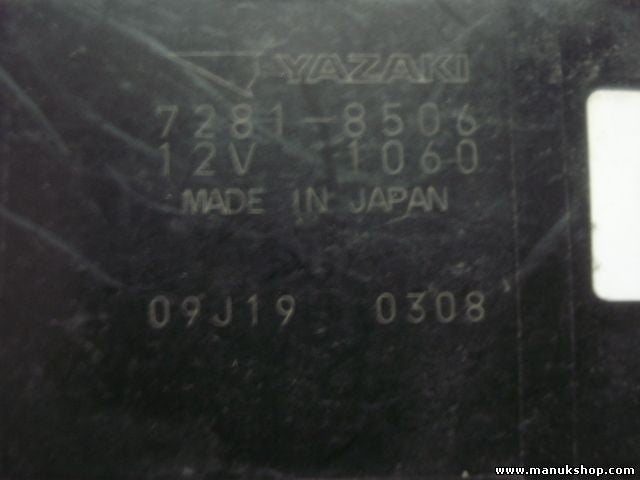 YAZAKI
7281-8506
12V 1060
MADE IN JAPAN
09J19 0308
www.manukshop.com